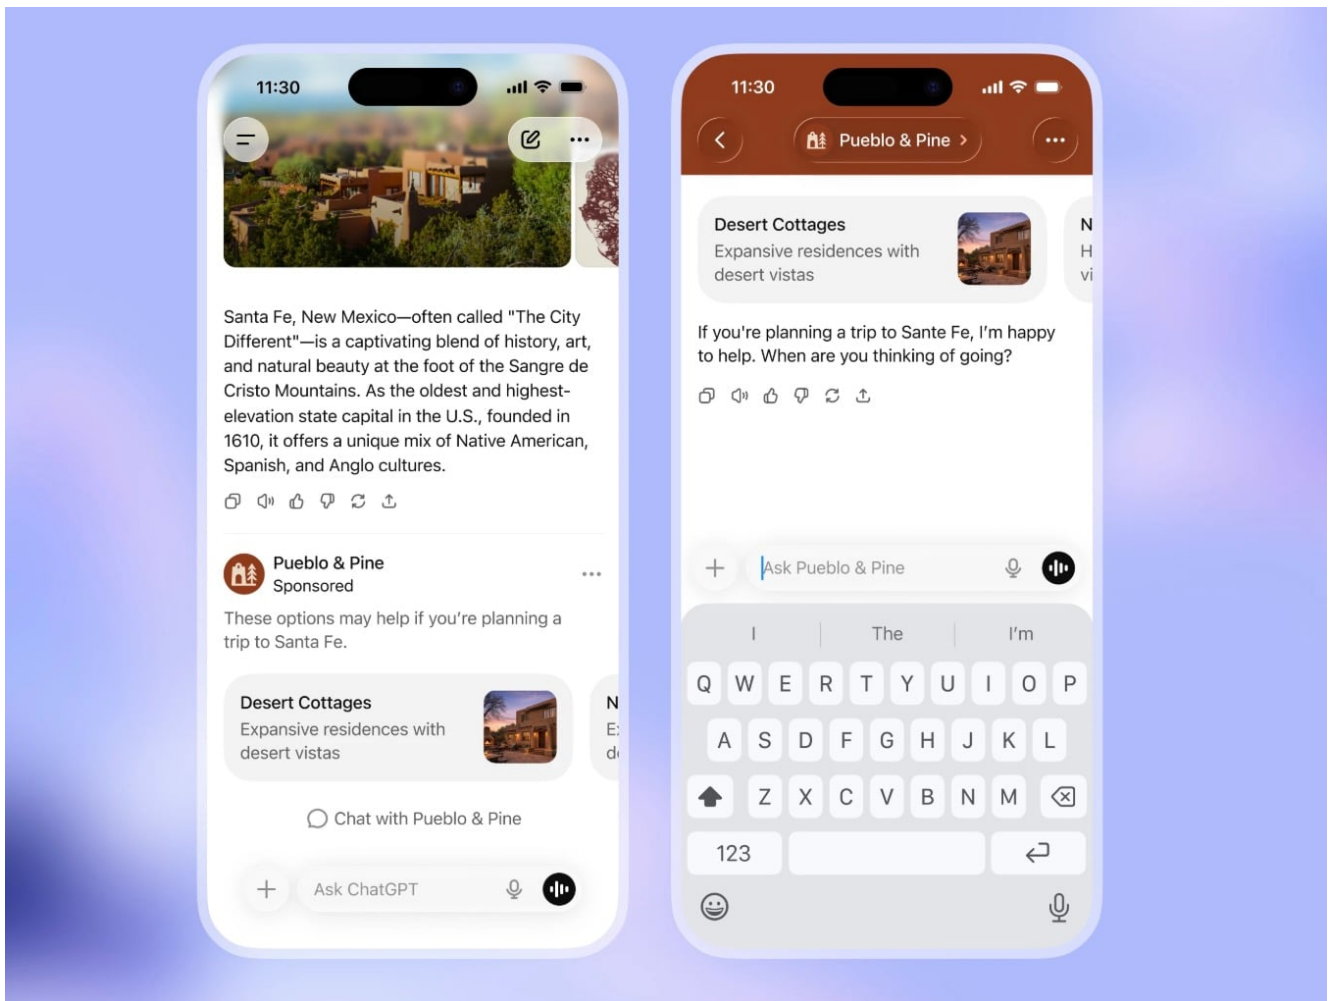 11:30
Santa Fe, New Mexico—often called "The City
Different"—is a captivating blend of history, art,
and natural beauty at the foot of the Sangre de
Cristo Mountains. As the oldest and highest-
elevation state capital in the U.S., founded in
1610, it offers a unique mix of Native American,
Spanish, and Anglo cultures.
Pueblo & Pine
Sponsored
These options may help if you're planning a
trip to Santa Fe.
Desert Cottages
Expansive residences with
desert vistas
N
Chat with Pueblo & Pine
Ask ChatGPT
11:30
Pueblo & Pine
Desert Cottages
Expansive residences with
desert vistas
N
H
vi
If you're planning a trip to Sante Fe, I'm happy
to help. When are you thinking of going?
Ask Pueblo & Pine
I The I'm
Q W E R T Y U I O P
A S D F G H J K L
Z X C V B N M
123